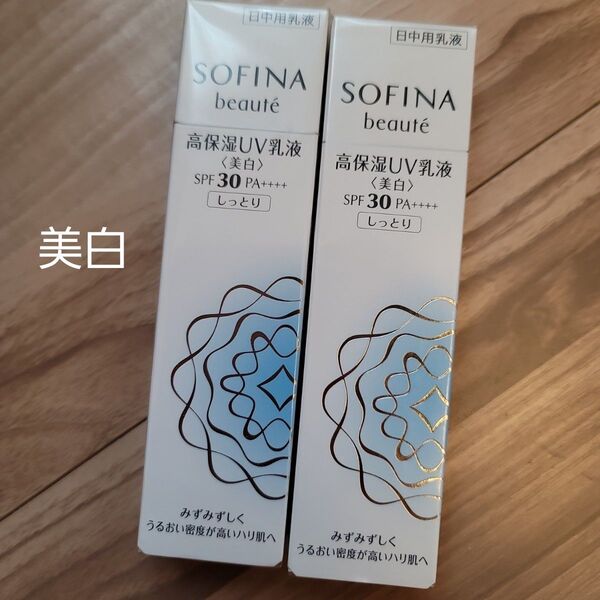 日中用乳液
SOFINA
beauté
高保湿UV乳液
〈美白〉
SPF30 PA++++
しっとり
みずみずしく
うるおい密度が高いハリ肌へ
日中用乳液
SOFINA
beauté
高保湿UV乳液
〈美白〉
SPF30 PA++++
しっとり
みずみずしく
うるおい密度が高いハリ肌へ
美白